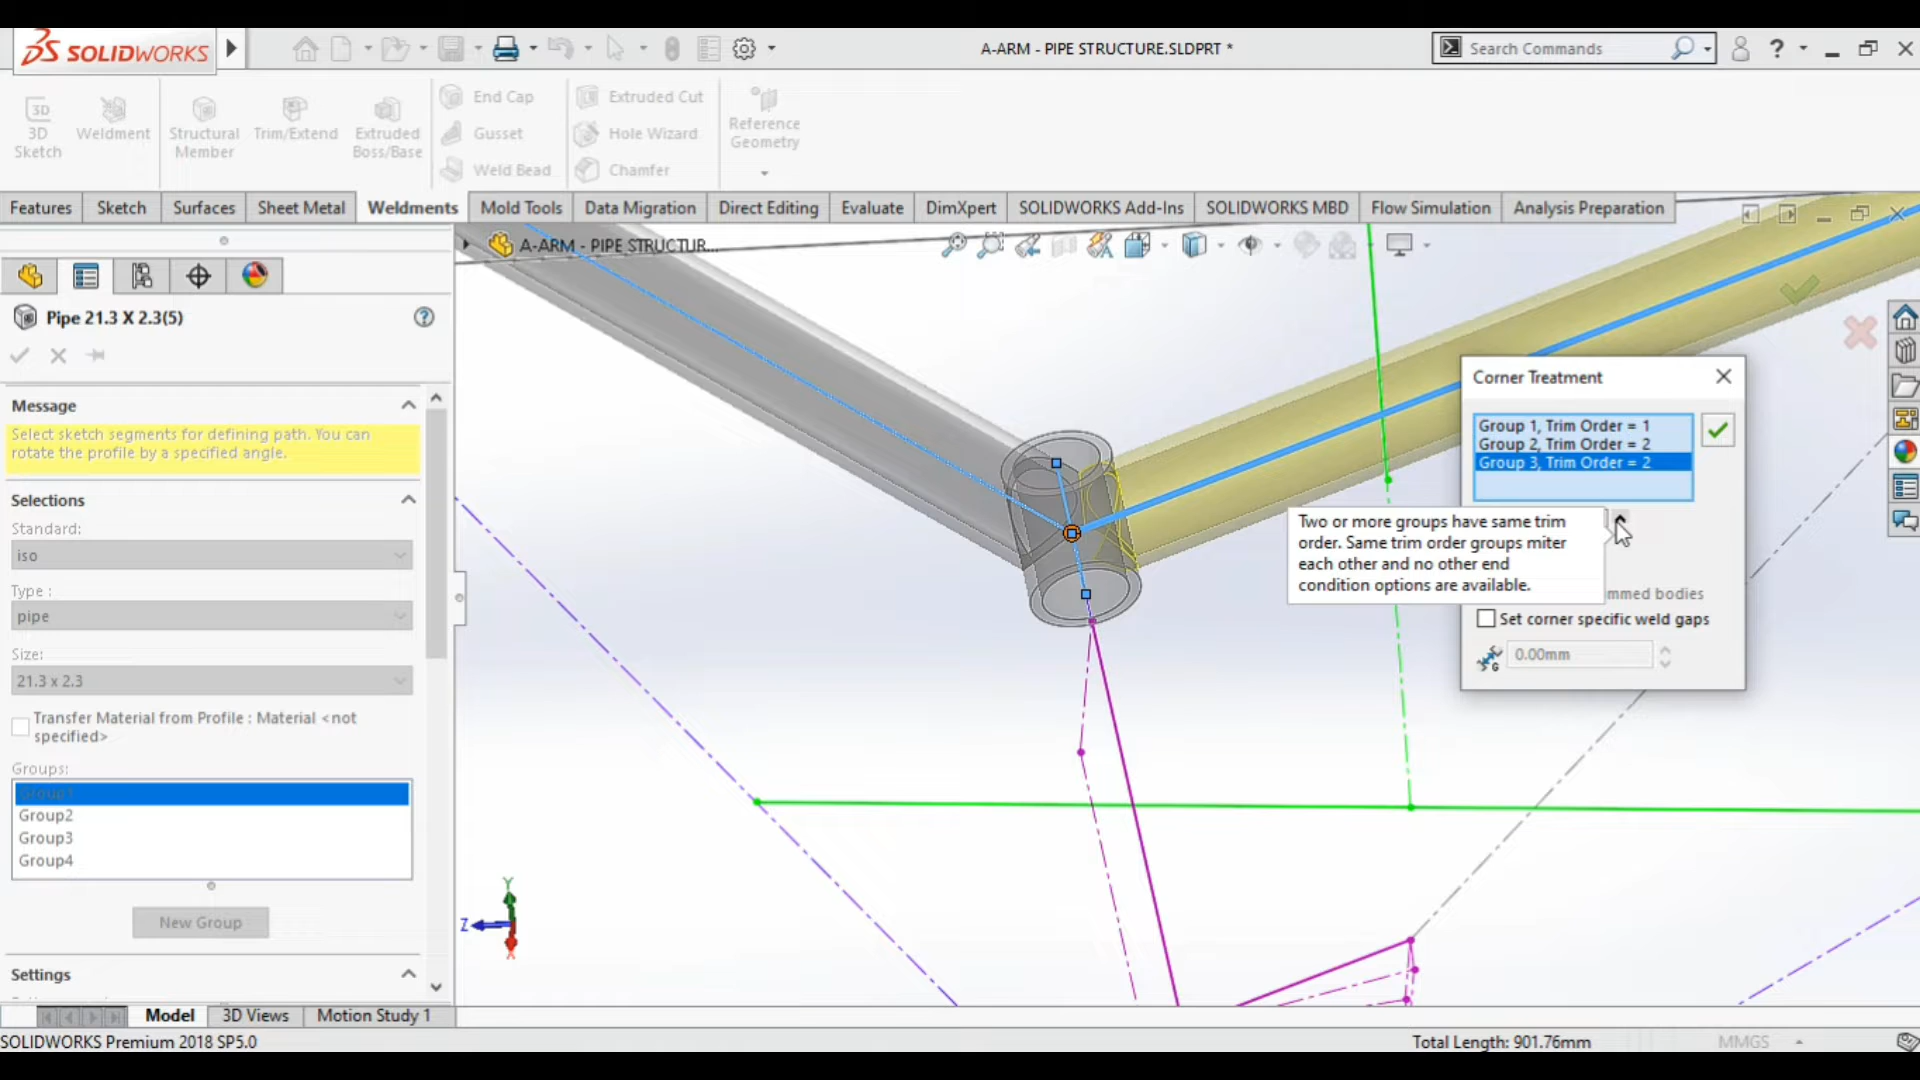 SOLIDWORKS
A-ARM - PIPE STRUCTURE.SLDPRT *
Search Commands
?
3D
3D
Sketch
Weldment
Structural
Member
Trim/Extend
Extruded
Boss/Base
End Cap
Gusset
Weld Bead
Extruded Cut
Hole Wizard
Chamfer
Reference
Geometry
Features
Sketch
Surfaces
Sheet Metal
Weldments
Mold Tools
Data Migration
Direct Editing
Evaluate
DimXpert
SOLIDWORKS Add-Ins
SOLIDWORKS MBD
Flow Simulation
Analysis Preparation
A-ARM - PIPE STRUCTUR...
Pipe 21.3 X 2.3(5)
Message
Select sketch segments for defining path. You can
rotate the profile by a specified angle.
Selections
Standard:
iso
Type :
pipe
Size:
21.3 x 2.3
Transfer Material from Profile : Material <not
specified>
Groups:
Group1
Group2
Group3
Group4
New Group
Settings
Corner Treatment
Group 1, Trim Order = 1
Group 2, Trim Order = 2
Group 3, Trim Order = 2
Two or more groups have same trim
order. Same trim order groups miter
each other and no other end
condition options are available.
mmed bodies
Set corner specific weld gaps
G
0.00mm
Y
Z
X
Model
3D Views
Motion Study 1
SOLIDWORKS Premium 2018 SP5.0
Total Length: 901.76mm
MMGS